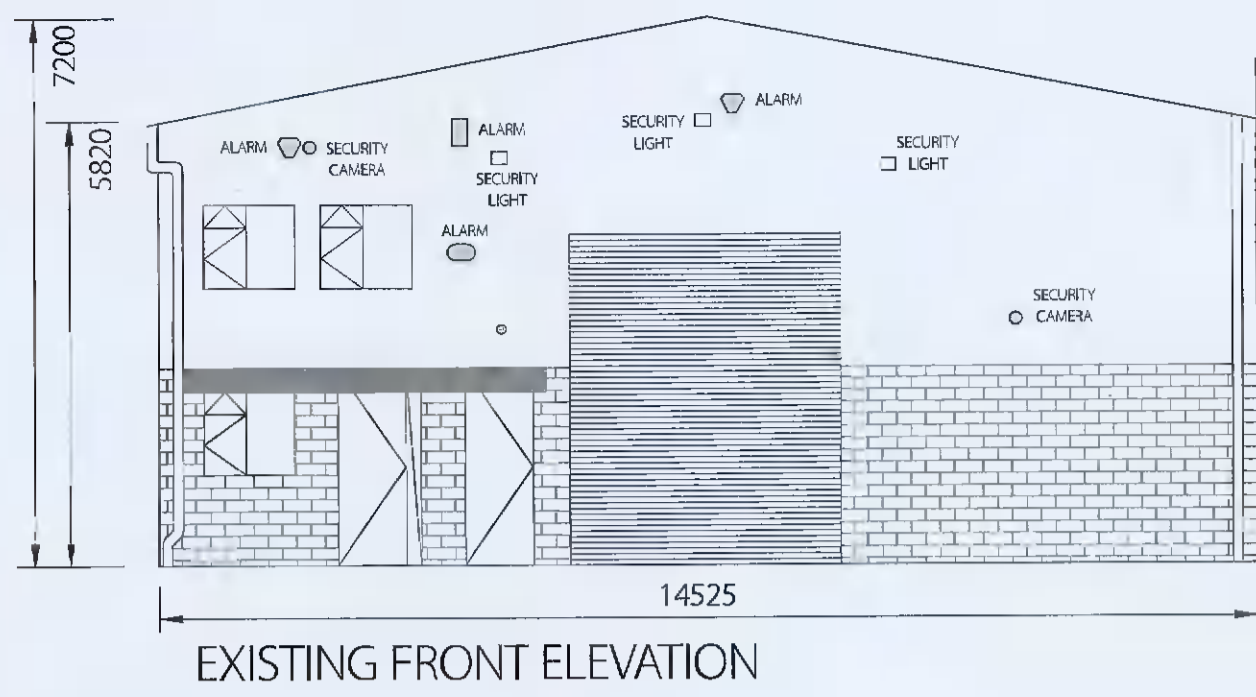 7200
5820
ALARM
SECURITY
CAMERA
ALARM
SECURITY
LIGHT
ALARM
SECURITY
LIGHT
ALARM
SECURITY
LIGHT
SECURITY
CAMERA
14525
EXISTING FRONT ELEVATION